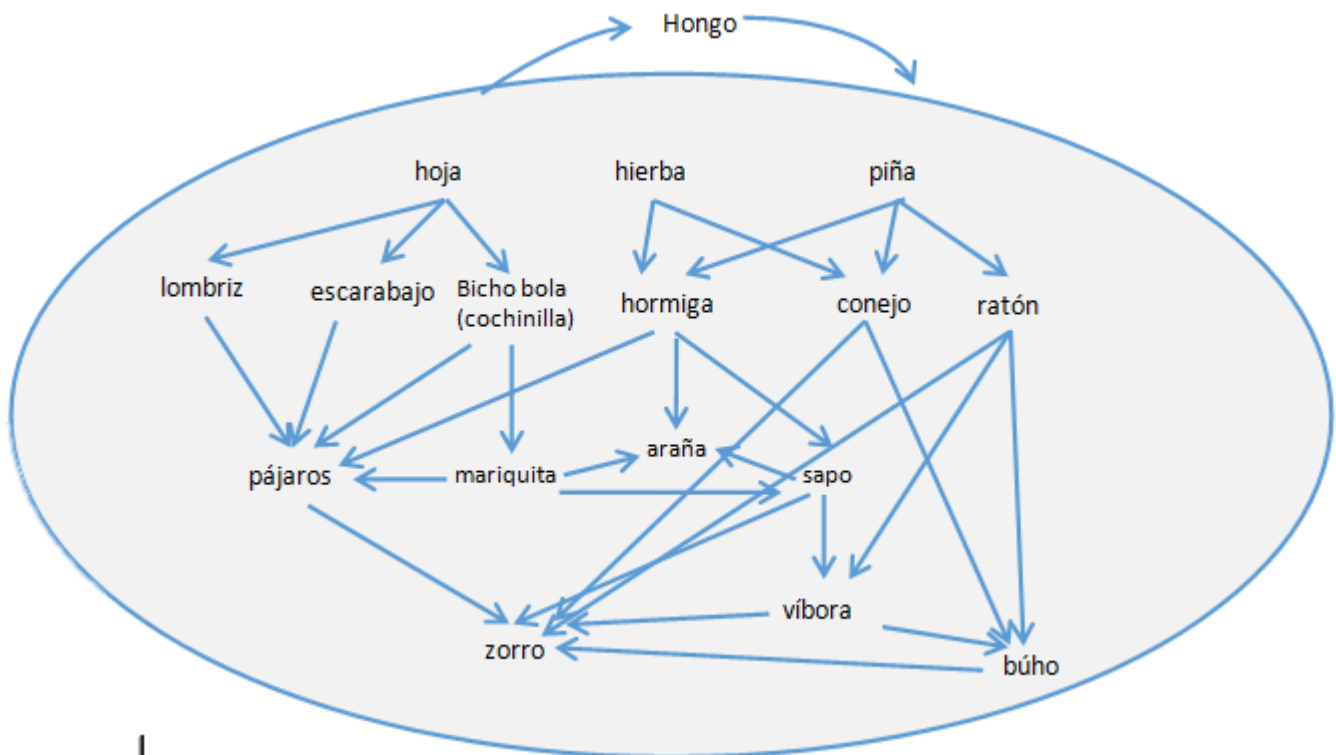 Hongo
hoja
hierba
piña
lombriz
escarabajo
Bicho bola
(cochinilla)
hormiga
conejo
ratón
pájaros
mariquita
araña
sapo
víbora
zorro
búho